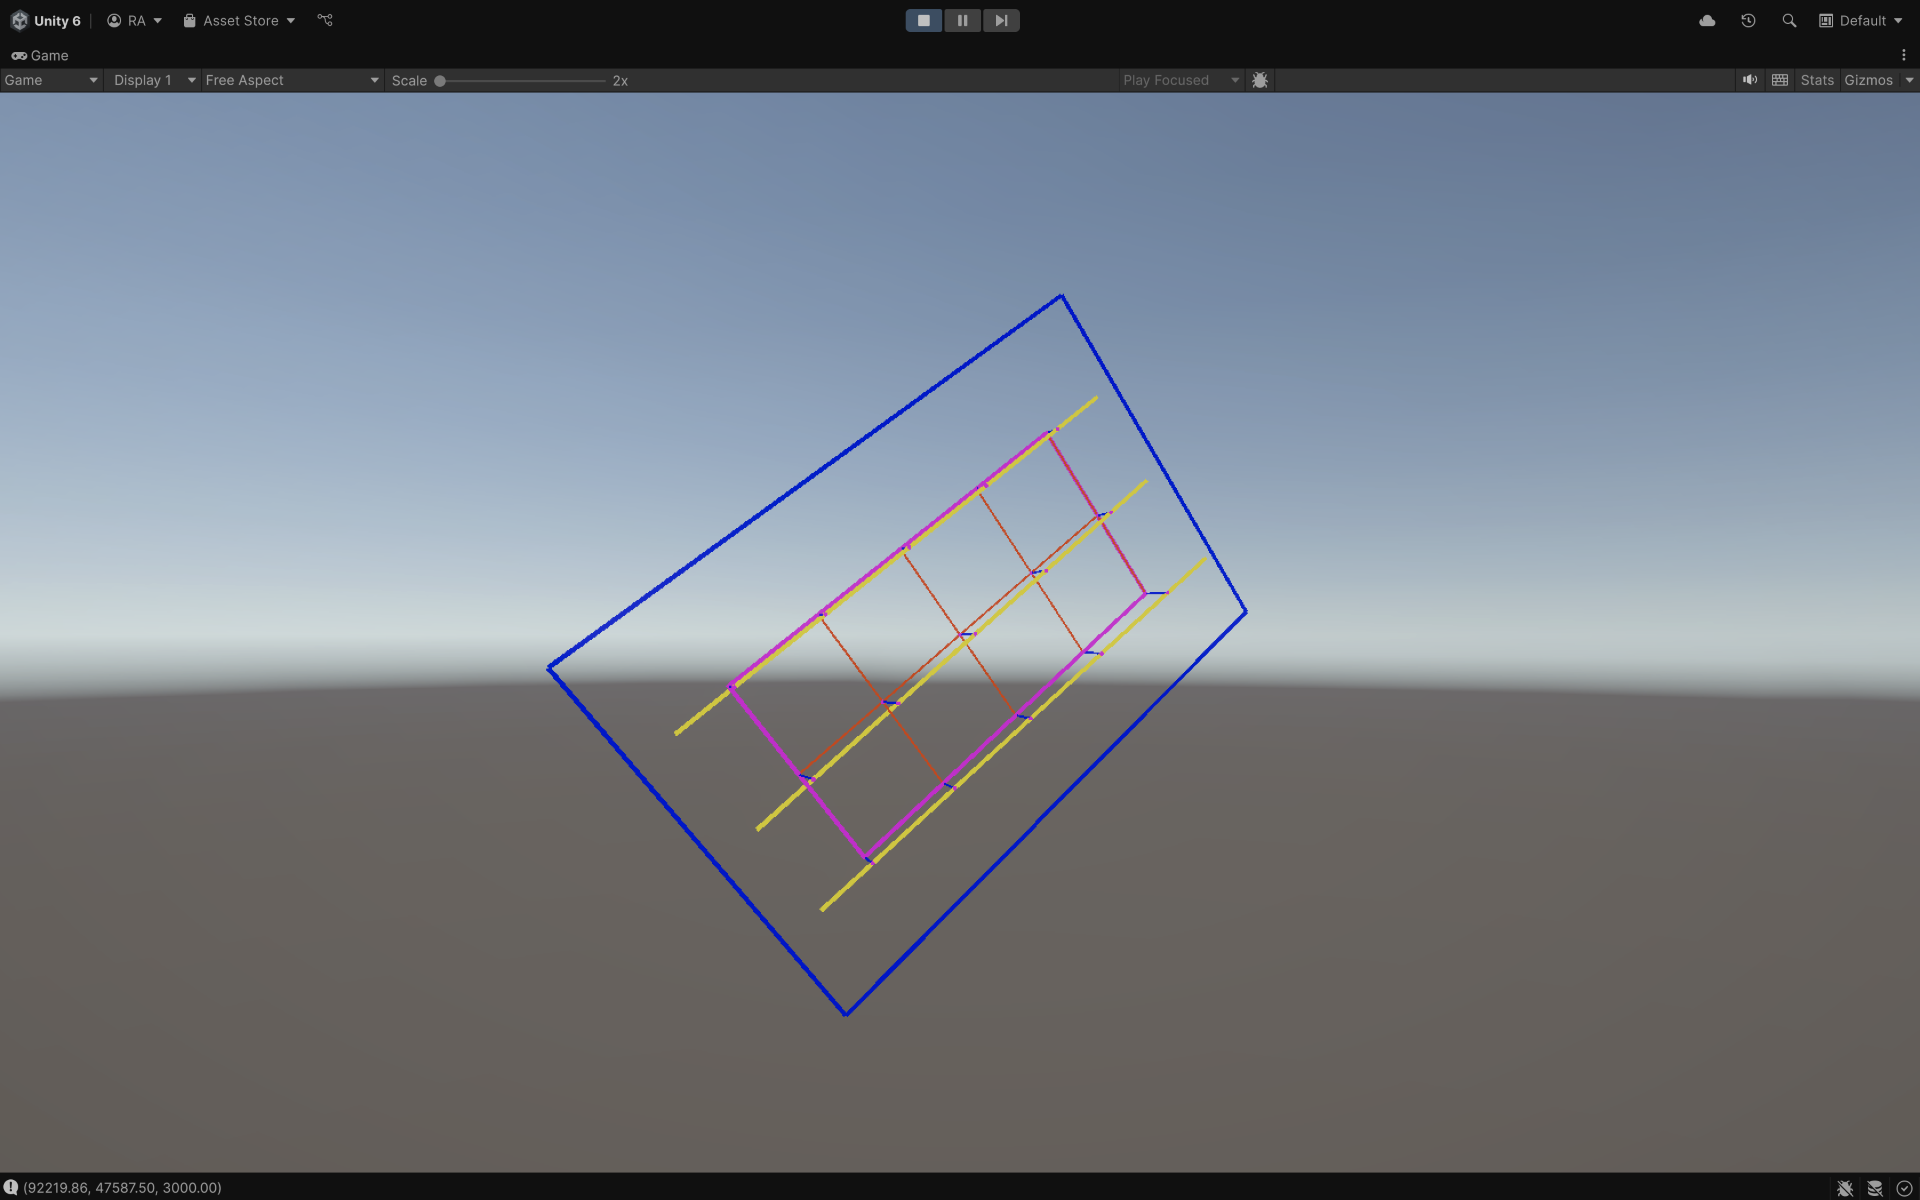 Unity 6 RA Asset Store Default
Game
Game Display 1 Free Aspect Scale 2x Play Focused Stats Gizmos
(92219.86, 47587.50, 3000.00)